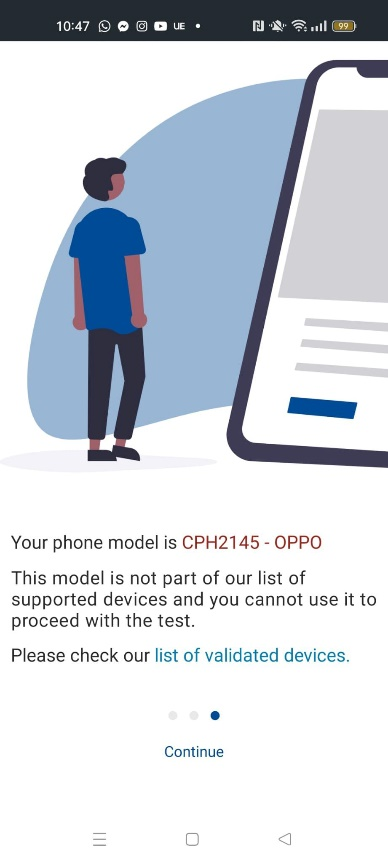 10:47 UE 99
Your phone model is CPH2145 - OPPO
This model is not part of our list of
supported devices and you cannot use it to
proceed with the test.
Please check our list of validated devices.
Continue